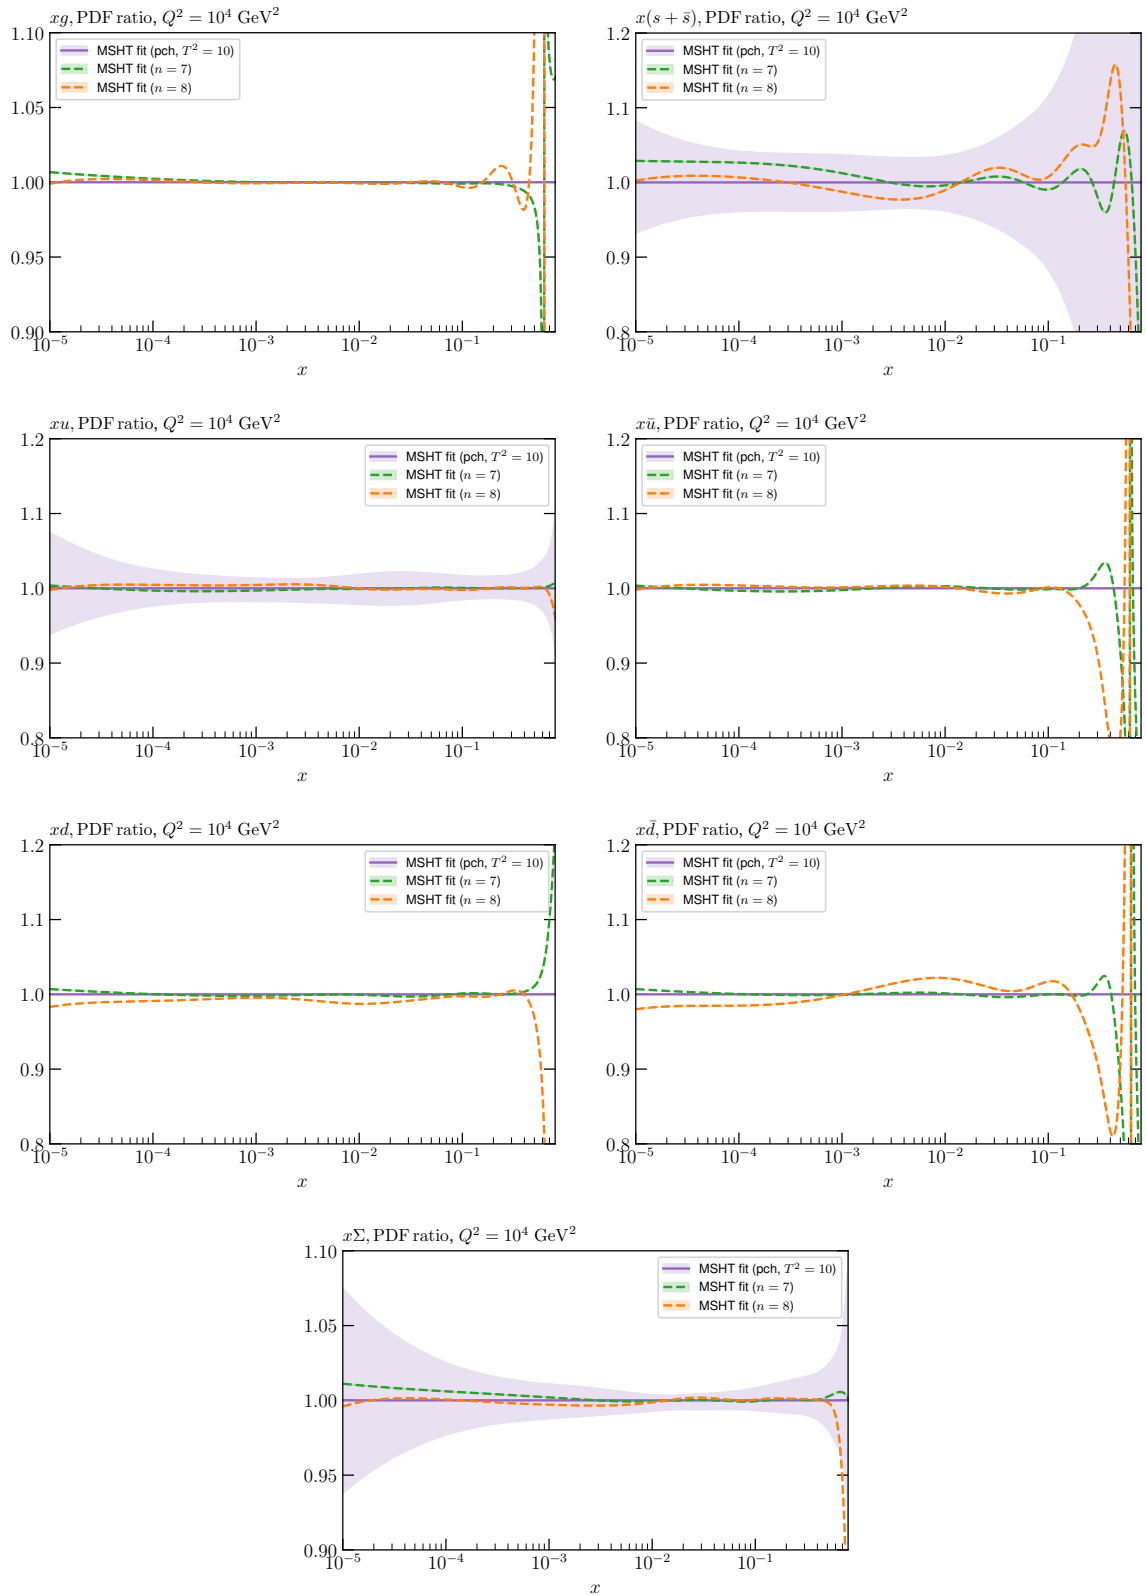 xg, PDF ratio, Q² = 10⁴ GeV²
1.10
1.05
1.00
0.95
0.90
MSHT fit (pch, T² = 10)
MSHT fit (n = 7)
MSHT fit (n = 8)
10⁻⁵ 10⁻⁴ 10⁻³ 10⁻² 10⁻¹
x
x(s + s̄), PDF ratio, Q² = 10⁴ GeV²
1.2
1.1
1.0
0.9
0.8
MSHT fit (pch, T² = 10)
MSHT fit (n = 7)
MSHT fit (n = 8)
10⁻⁵ 10⁻⁴ 10⁻³ 10⁻² 10⁻¹
x
xu, PDF ratio, Q² = 10⁴ GeV²
1.2
1.1
1.0
0.9
0.8
MSHT fit (pch, T² = 10)
MSHT fit (n = 7)
MSHT fit (n = 8)
10⁻⁵ 10⁻⁴ 10⁻³ 10⁻² 10⁻¹
x
xū, PDF ratio, Q² = 10⁴ GeV²
1.2
1.1
1.0
0.9
0.8
MSHT fit (pch, T² = 10)
MSHT fit (n = 7)
MSHT fit (n = 8)
10⁻⁵ 10⁻⁴ 10⁻³ 10⁻² 10⁻¹
x
xd, PDF ratio, Q² = 10⁴ GeV²
1.2
1.1
1.0
0.9
0.8
MSHT fit (pch, T² = 10)
MSHT fit (n = 7)
MSHT fit (n = 8)
10⁻⁵ 10⁻⁴ 10⁻³ 10⁻² 10⁻¹
x
xd̄, PDF ratio, Q² = 10⁴ GeV²
1.2
1.1
1.0
0.9
0.8
MSHT fit (pch, T² = 10)
MSHT fit (n = 7)
MSHT fit (n = 8)
10⁻⁵ 10⁻⁴ 10⁻³ 10⁻² 10⁻¹
x
xΣ, PDF ratio, Q² = 10⁴ GeV²
1.10
1.05
1.00
0.95
0.90
MSHT fit (pch, T² = 10)
MSHT fit (n = 7)
MSHT fit (n = 8)
10⁻⁵ 10⁻⁴ 10⁻³ 10⁻² 10⁻¹
x